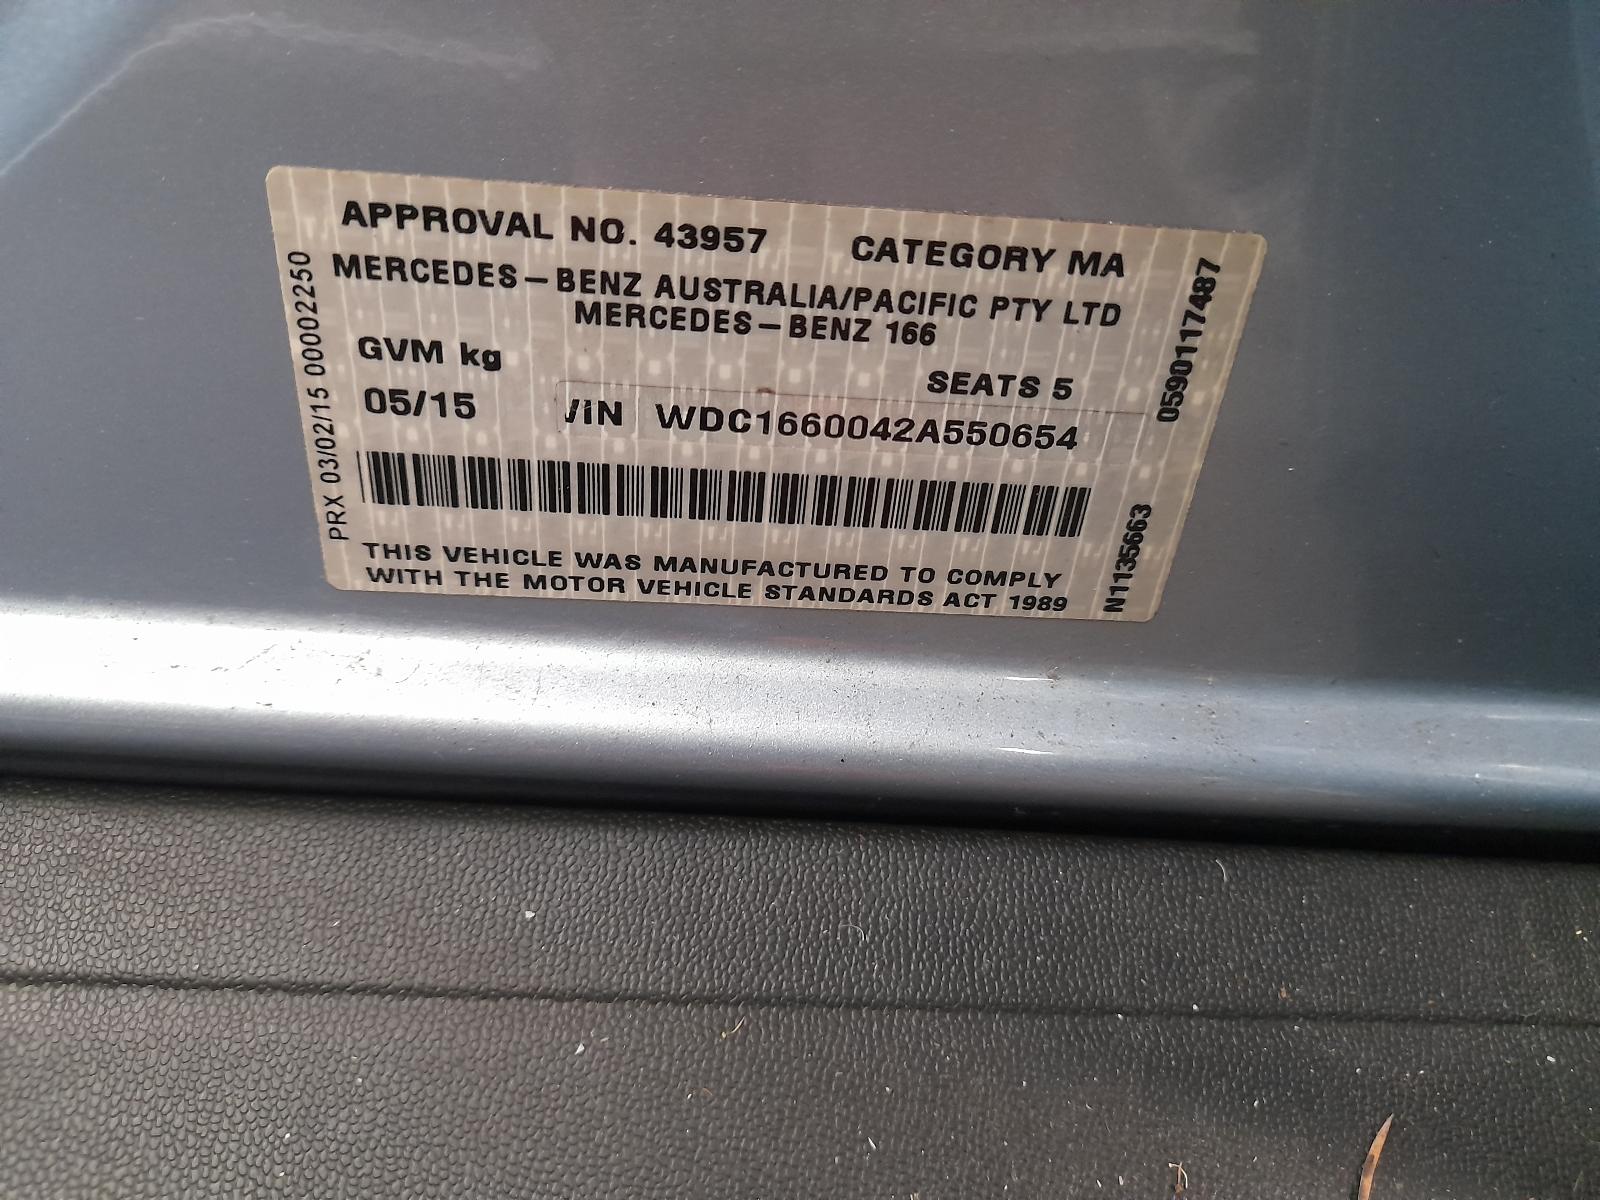 APPROVAL NO. 43957 CATEGORY MA
MERCEDES-BENZ AUSTRALIA/PACIFIC PTY LTD
MERCEDES-BENZ 166
GVM kg
SEATS 5
05/15 VIN WDC1660042A550654
THIS VEHICLE WAS MANUFACTURED TO COMPLY
WITH THE MOTOR VEHICLE STANDARDS ACT 1989
PRX 03/02/15 00002250
0590117487
N1135663